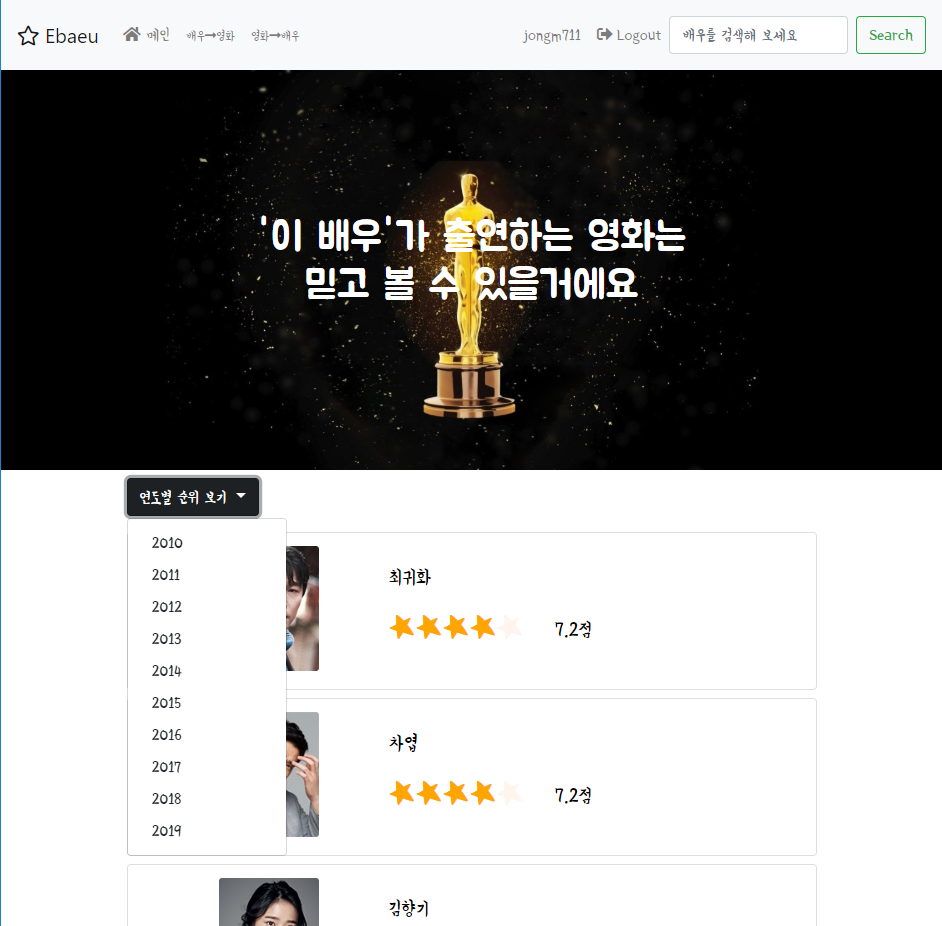 Ebaeu 메인 배우→영화 영화→배우 jongm711 Logout 배우를 검색해 보세요 Search
'이 배우'가 출연하는 영화는
믿고 볼 수 있을거에요
연도별 순위 보기
2010
2011
2012
2013
2014
2015
2016
2017
2018
2019
최귀화
7.2점
차엽
7.2점
김향기